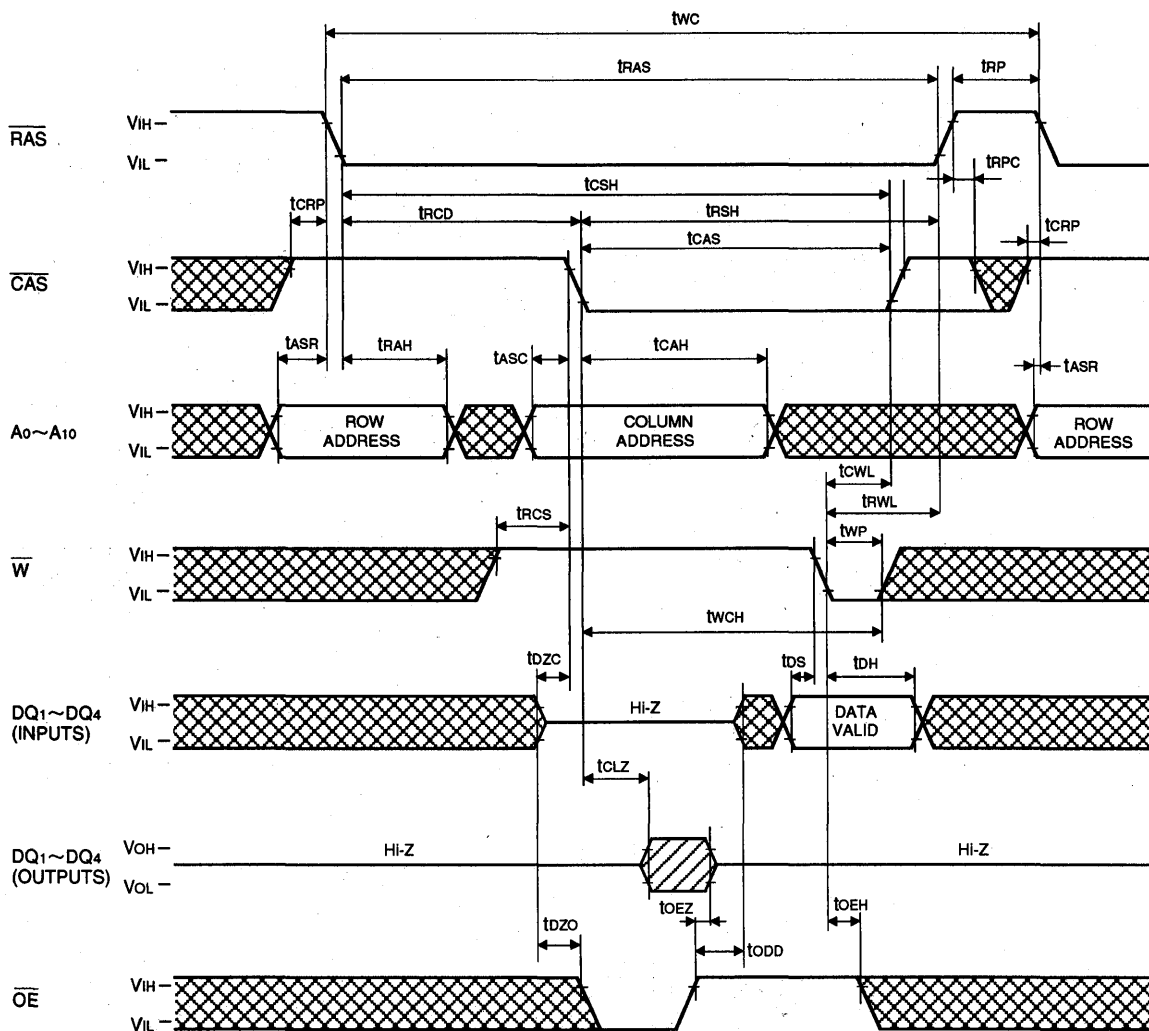 tWC
tRAS
tRP
RAS
VIH
VIL
tRPC
tCSH
tCRP
tRCD
tRSH
tCRP
tCAS
CAS
VIH
VIL
tASR
tRAH
tASC
tCAH
tASR
A0~A10
VIH
VIL
ROW
ADDRESS
COLUMN
ADDRESS
ROW
ADDRESS
tCWL
tRWL
tRCS
tWP
W
VIH
VIL
tWCH
tDZC
tDS
tDH
DQ1~DQ4
(INPUTS)
VIH
VIL
Hi-Z
DATA
VALID
tCLZ
DQ1~DQ4
(OUTPUTS)
VOH
VOL
Hi-Z
Hi-Z
tOEZ
tOEH
tDZO
tODD
OE
VIH
VIL